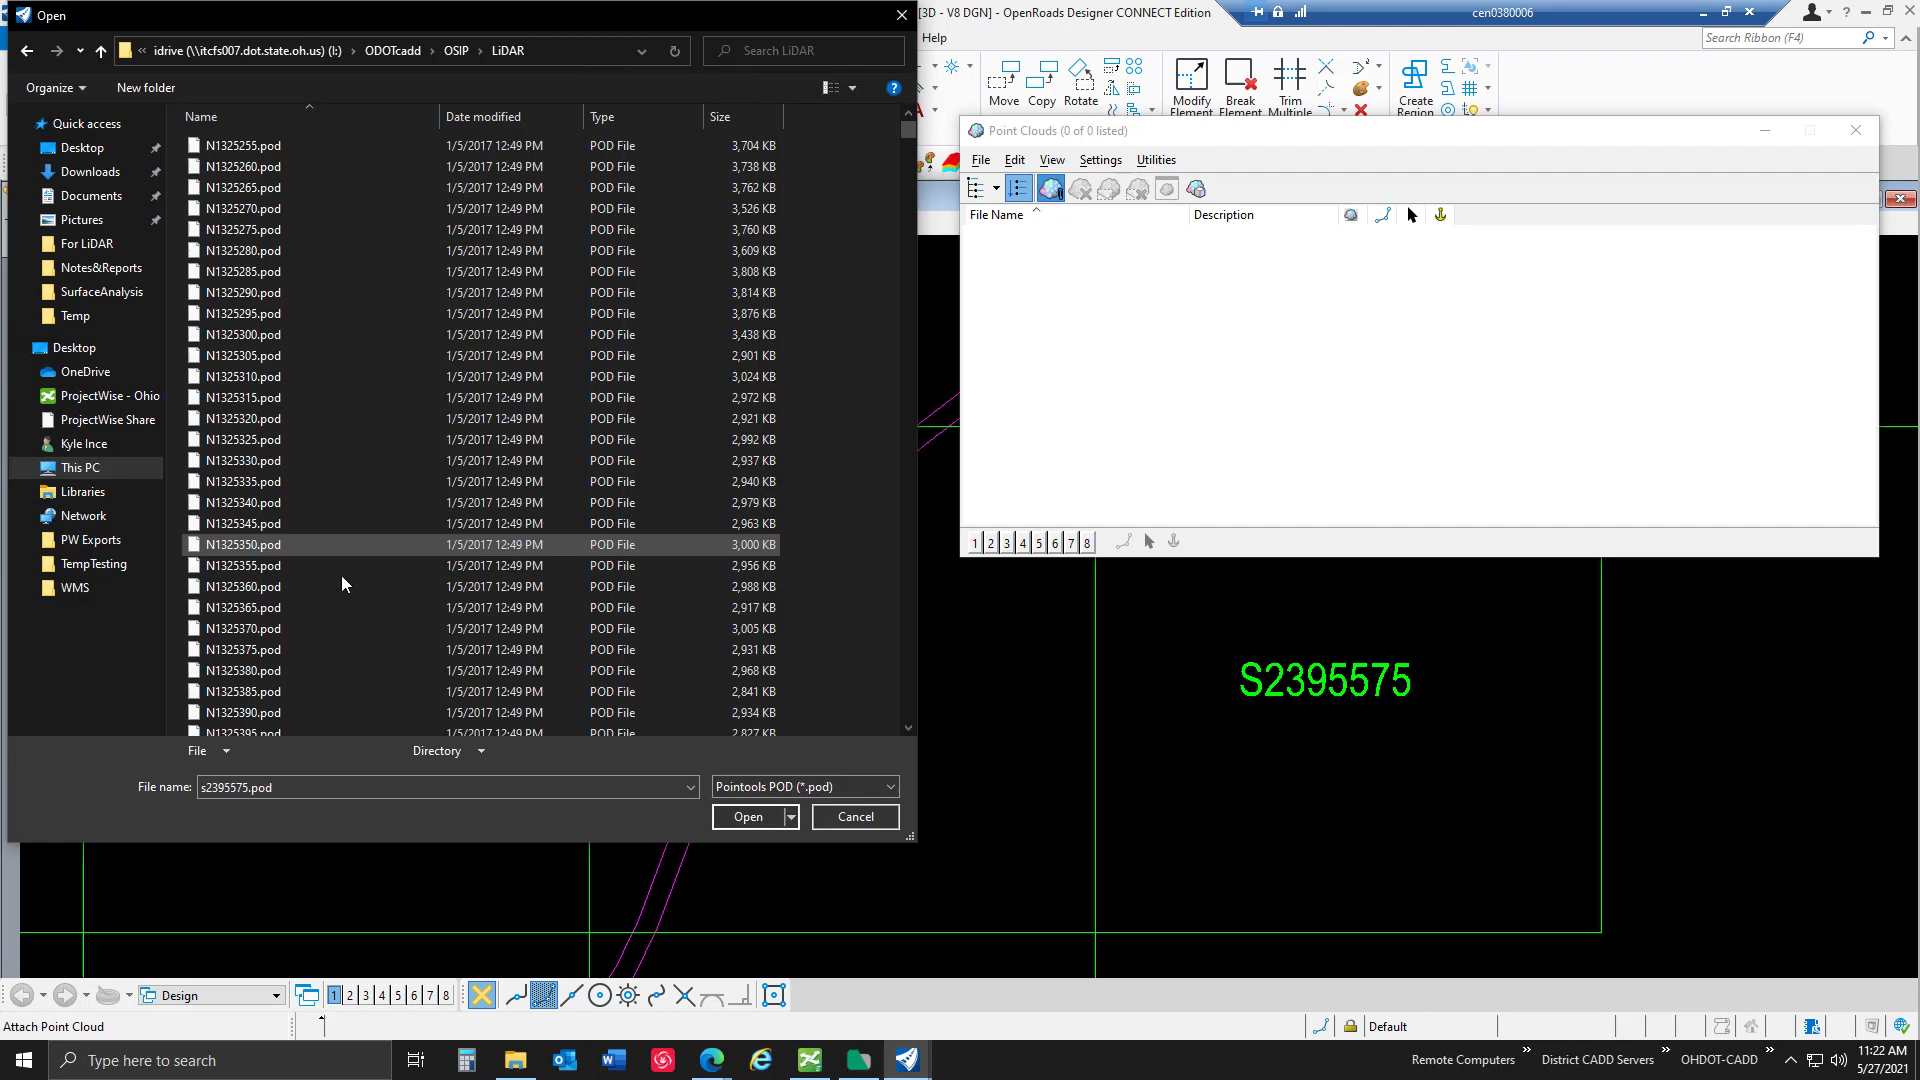 Open
[3D - V8 DGN] - OpenRoads Designer CONNECT Edition
cen0380006
idrive (\\itcfs007.dot.state.oh.us) (I:) ODOTcadd OSIP LiDAR
Search LiDAR
Help
Search Ribbon (F4)
Organize
New folder
Move
Copy
Rotate
Modify Element
Break Element
Trim Multiple
Create Region
Name Date modified Type Size
Quick access
Desktop
Downloads
Documents
Pictures
For LiDAR
Notes&Reports
SurfaceAnalysis
Temp
Desktop
OneDrive
ProjectWise - Ohio
ProjectWise Share
Kyle Ince
This PC
Libraries
Network
PW Exports
TempTesting
WMS
N1325255.pod 1/5/2017 12:49 PM POD File 3,704 KB
N1325260.pod 1/5/2017 12:49 PM POD File 3,738 KB
N1325265.pod 1/5/2017 12:49 PM POD File 3,762 KB
N1325270.pod 1/5/2017 12:49 PM POD File 3,526 KB
N1325275.pod 1/5/2017 12:49 PM POD File 3,760 KB
N1325280.pod 1/5/2017 12:49 PM POD File 3,609 KB
N1325285.pod 1/5/2017 12:49 PM POD File 3,808 KB
N1325290.pod 1/5/2017 12:49 PM POD File 3,814 KB
N1325295.pod 1/5/2017 12:49 PM POD File 3,876 KB
N1325300.pod 1/5/2017 12:49 PM POD File 3,438 KB
N1325305.pod 1/5/2017 12:49 PM POD File 2,901 KB
N1325310.pod 1/5/2017 12:49 PM POD File 3,024 KB
N1325315.pod 1/5/2017 12:49 PM POD File 2,972 KB
N1325320.pod 1/5/2017 12:49 PM POD File 2,921 KB
N1325325.pod 1/5/2017 12:49 PM POD File 2,992 KB
N1325330.pod 1/5/2017 12:49 PM POD File 2,937 KB
N1325335.pod 1/5/2017 12:49 PM POD File 2,940 KB
N1325340.pod 1/5/2017 12:49 PM POD File 2,979 KB
N1325345.pod 1/5/2017 12:49 PM POD File 2,963 KB
N1325350.pod 1/5/2017 12:49 PM POD File 3,000 KB
N1325355.pod 1/5/2017 12:49 PM POD File 2,956 KB
N1325360.pod 1/5/2017 12:49 PM POD File 2,988 KB
N1325365.pod 1/5/2017 12:49 PM POD File 2,917 KB
N1325370.pod 1/5/2017 12:49 PM POD File 3,005 KB
N1325375.pod 1/5/2017 12:49 PM POD File 2,931 KB
N1325380.pod 1/5/2017 12:49 PM POD File 2,968 KB
N1325385.pod 1/5/2017 12:49 PM POD File 2,841 KB
N1325390.pod 1/5/2017 12:49 PM POD File 2,934 KB
N1325395.pod 1/5/2017 12:49 PM POD File 2,827 KB
File Directory
File name: s2395575.pod Pointools POD (*.pod)
Open Cancel
Point Clouds (0 of 0 listed)
File Edit View Settings Utilities
File Name Description
1 2 3 4 5 6 7 8
S2395575
Design 1 2 3 4 5 6 7 8
Attach Point Cloud
Default
Type here to search
Remote Computers District CADD Servers OHDOT-CADD
11:22 AM
5/27/2021